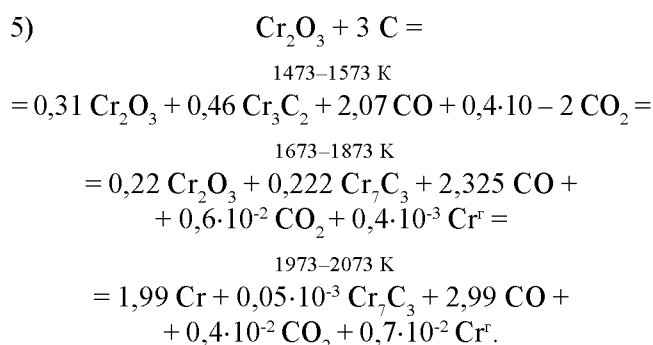 5) Cr₂O₃ + 3 C =
1473–1573 К
= 0,31 Cr₂O₃ + 0,46 Cr₃C₂ + 2,07 CO + 0,4·10 – 2 CO₂ =
1673–1873 К
= 0,22 Cr₂O₃ + 0,222 Cr₇C₃ + 2,325 CO +
+ 0,6·10⁻² CO₂ + 0,4·10⁻³ Crᴦ =
1973–2073 К
= 1,99 Cr + 0,05·10⁻³ Cr₇C₃ + 2,99 CO +
+ 0,4·10⁻² CO₂ + 0,7·10⁻² Crᴦ.